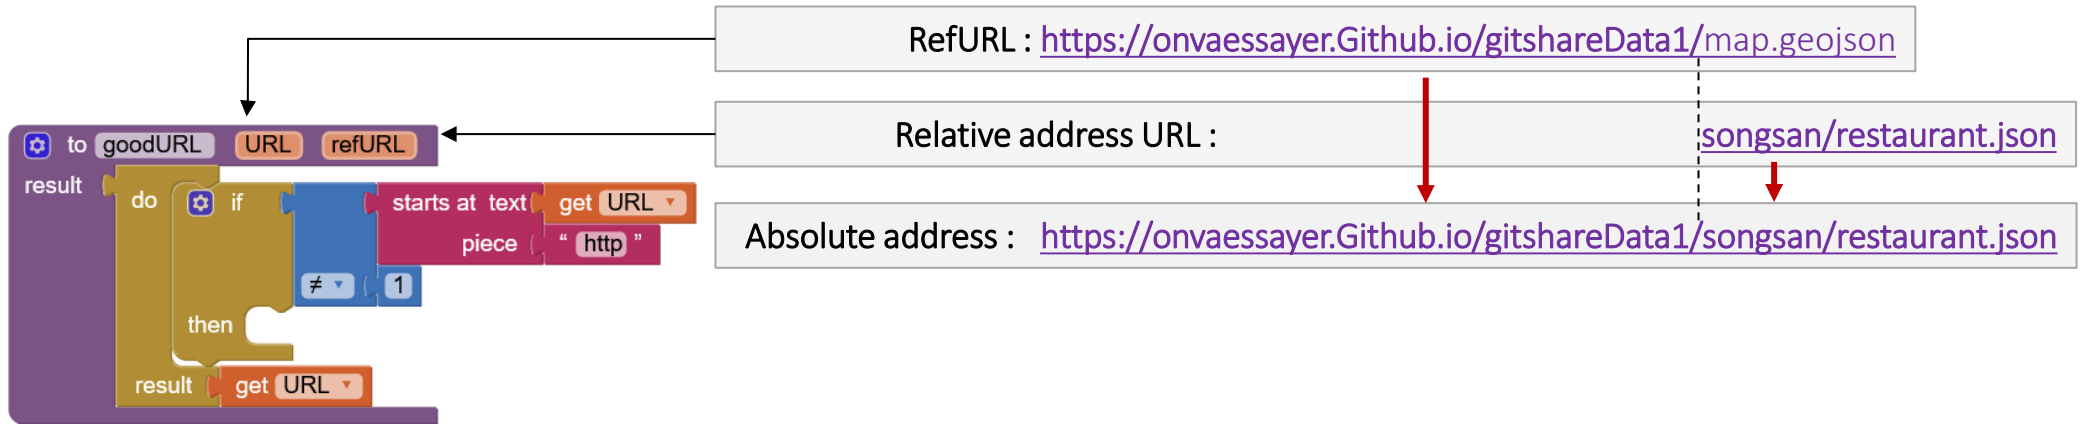 RefURL : https://onvaessayer.Github.io/gitshareData1/map.geojson
Relative address URL : songsan/restaurant.json
Absolute address : https://onvaessayer.Github.io/gitshareData1/songsan/restaurant.json
to goodURL URL refURL
result
do if starts at text get URL
piece “ http ”
≠ 1
then
result get URL